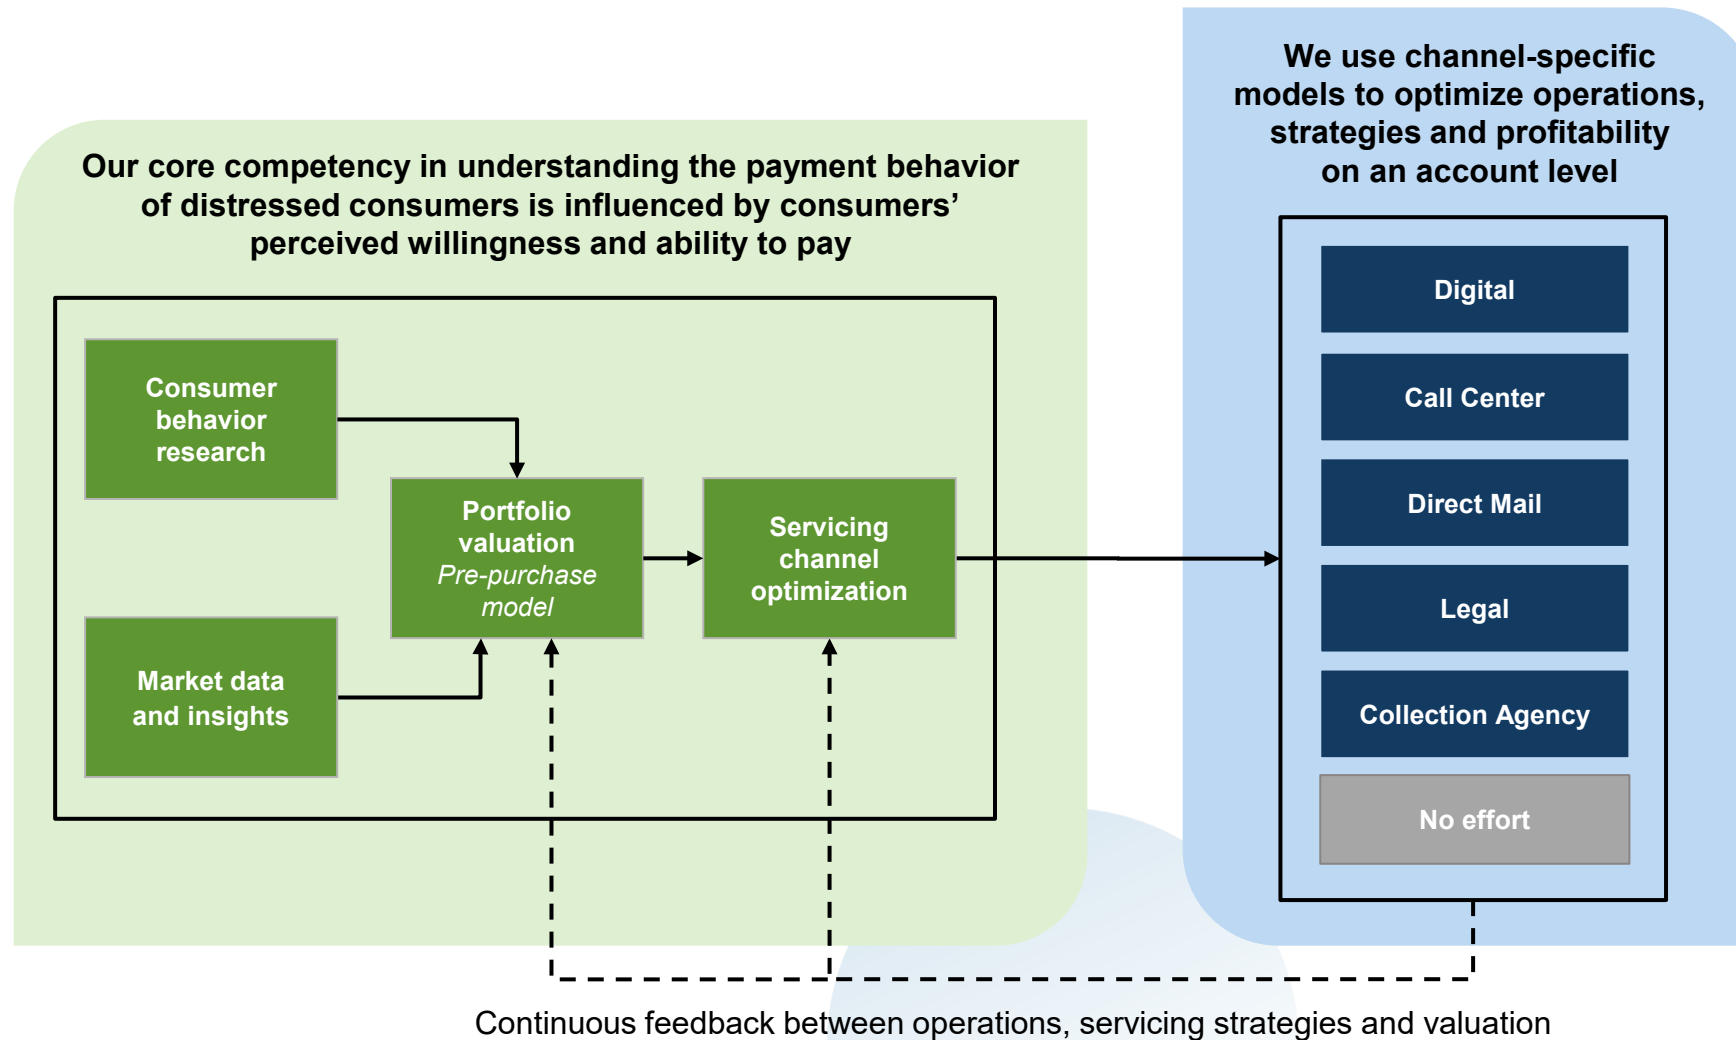 Our core competency in understanding the payment behavior
of distressed consumers is influenced by consumers’
perceived willingness and ability to pay
Consumer
behavior
research
Market data
and insights
Portfolio
valuation
Pre-purchase
model
Servicing
channel
optimization
We use channel-specific
models to optimize operations,
strategies and profitability
on an account level
Digital
Call Center
Direct Mail
Legal
Collection Agency
No effort
Continuous feedback between operations, servicing strategies and valuation